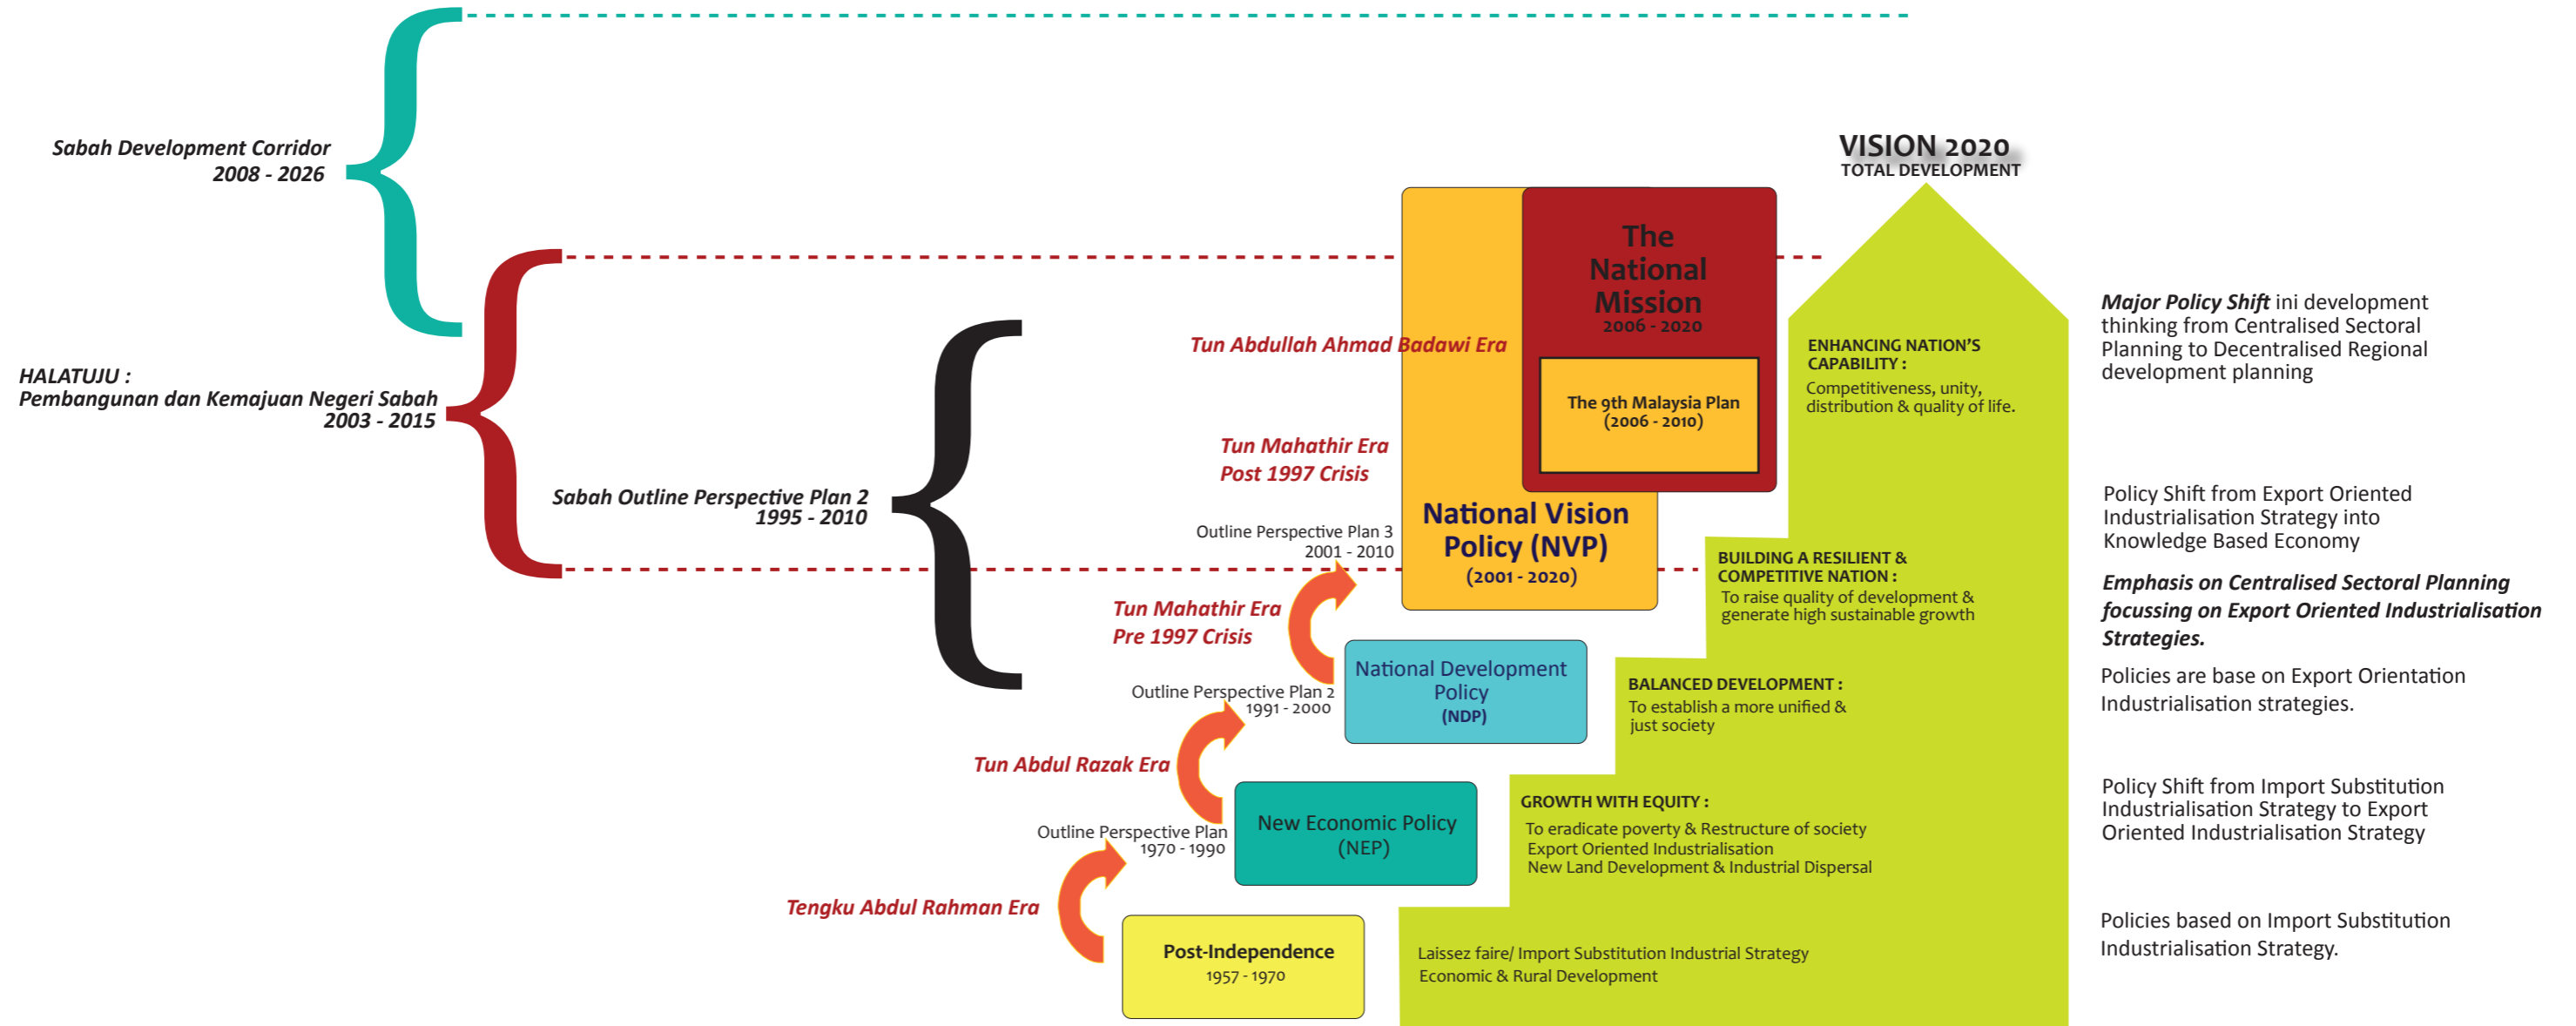 Sabah Development Corridor
2008 - 2026
HALATUJU :
Pembangunan dan Kemajuan Negeri Sabah
2003 - 2015
Sabah Outline Perspective Plan 2
1995 - 2010
Tun Abdullah Ahmad Badawi Era
Tun Mahathir Era
Post 1997 Crisis
Outline Perspective Plan 3
2001 - 2010
Tun Mahathir Era
Pre 1997 Crisis
Outline Perspective Plan 2
1991 - 2000
Tun Abdul Razak Era
Outline Perspective Plan
1970 - 1990
Tengku Abdul Rahman Era
The
National
Mission
2006 - 2020
The 9th Malaysia Plan
(2006 - 2010)
National Vision
Policy (NVP)
(2001 - 2020)
National Development
Policy
(NDP)
New Economic Policy
(NEP)
Post-Independence
1957 - 1970
VISION 2020
TOTAL DEVELOPMENT
ENHANCING NATION'S
CAPABILITY :
Competitiveness, unity,
distribution & quality of life.
BUILDING A RESILIENT &
COMPETITIVE NATION :
To raise quality of development &
generate high sustainable growth
BALANCED DEVELOPMENT :
To establish a more unified &
just society
GROWTH WITH EQUITY :
To eradicate poverty & Restructure of society
Export Oriented Industrialisation
New Land Development & Industrial Dispersal
Laissez faire/ Import Substitution Industrial Strategy
Economic & Rural Development
Major Policy Shift ini development
thinking from Centralised Sectoral
Planning to Decentralised Regional
development planning
Policy Shift from Export Oriented
Industrialisation Strategy into
Knowledge Based Economy
Emphasis on Centralised Sectoral Planning
focussing on Export Oriented Industrialisation
Strategies.
Policies are base on Export Orientation
Industrialisation strategies.
Policy Shift from Import Substitution
Industrialisation Strategy to Export
Oriented Industrialisation Strategy
Policies based on Import Substitution
Industrialisation Strategy.